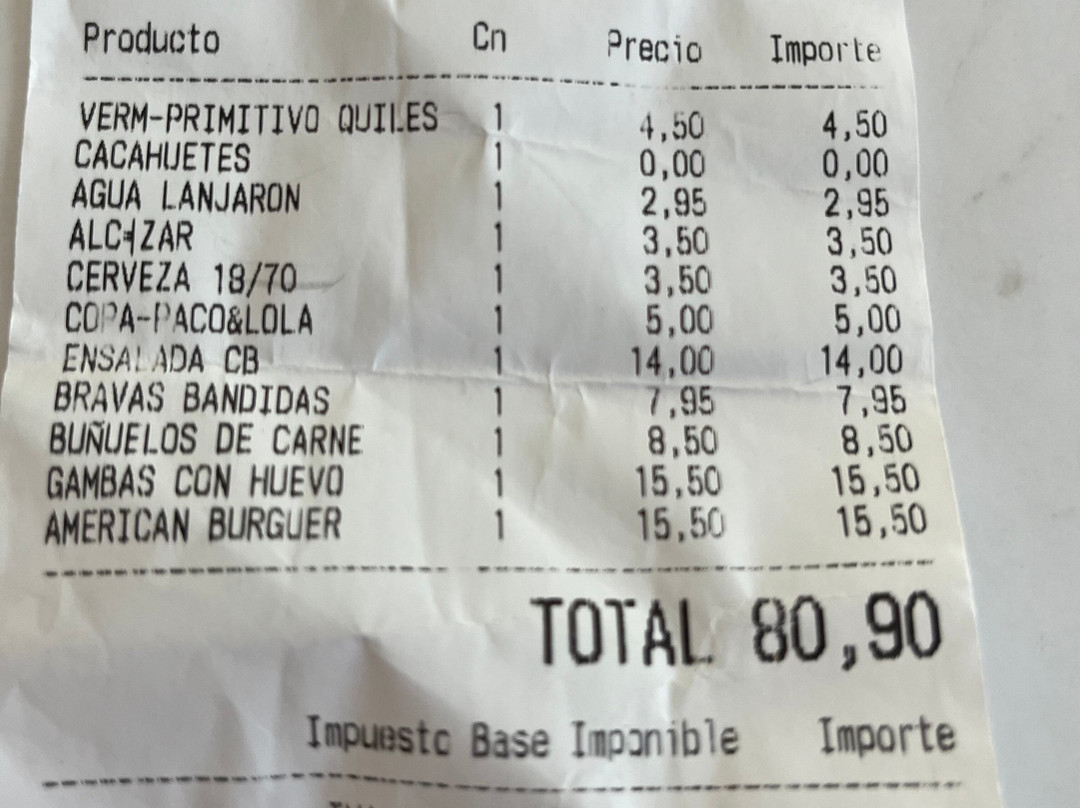 Producto Cn Precio Importe
VERM-PRIMITIVO QUILES 1 4,50 4,50
CACAHUETES 1 0,00 0,00
AGUA LANJARON 1 2,95 2,95
ALC ZAR 1 3,50 3,50
CERVEZA 18/70 1 3,50 3,50
COPA-PACO&LOLA 1 5,00 5,00
ENSALADA CB 1 14,00 14,00
BRAVAS BANDIDAS 1 7,95 7,95
BUÑUELOS DE CARNE 1 8,50 8,50
GAMBAS CON HUEVO 1 15,50 15,50
AMERICAN BURGUER 1 15,50 15,50
TOTAL 80,90
Impuesto Base Imponible Importe